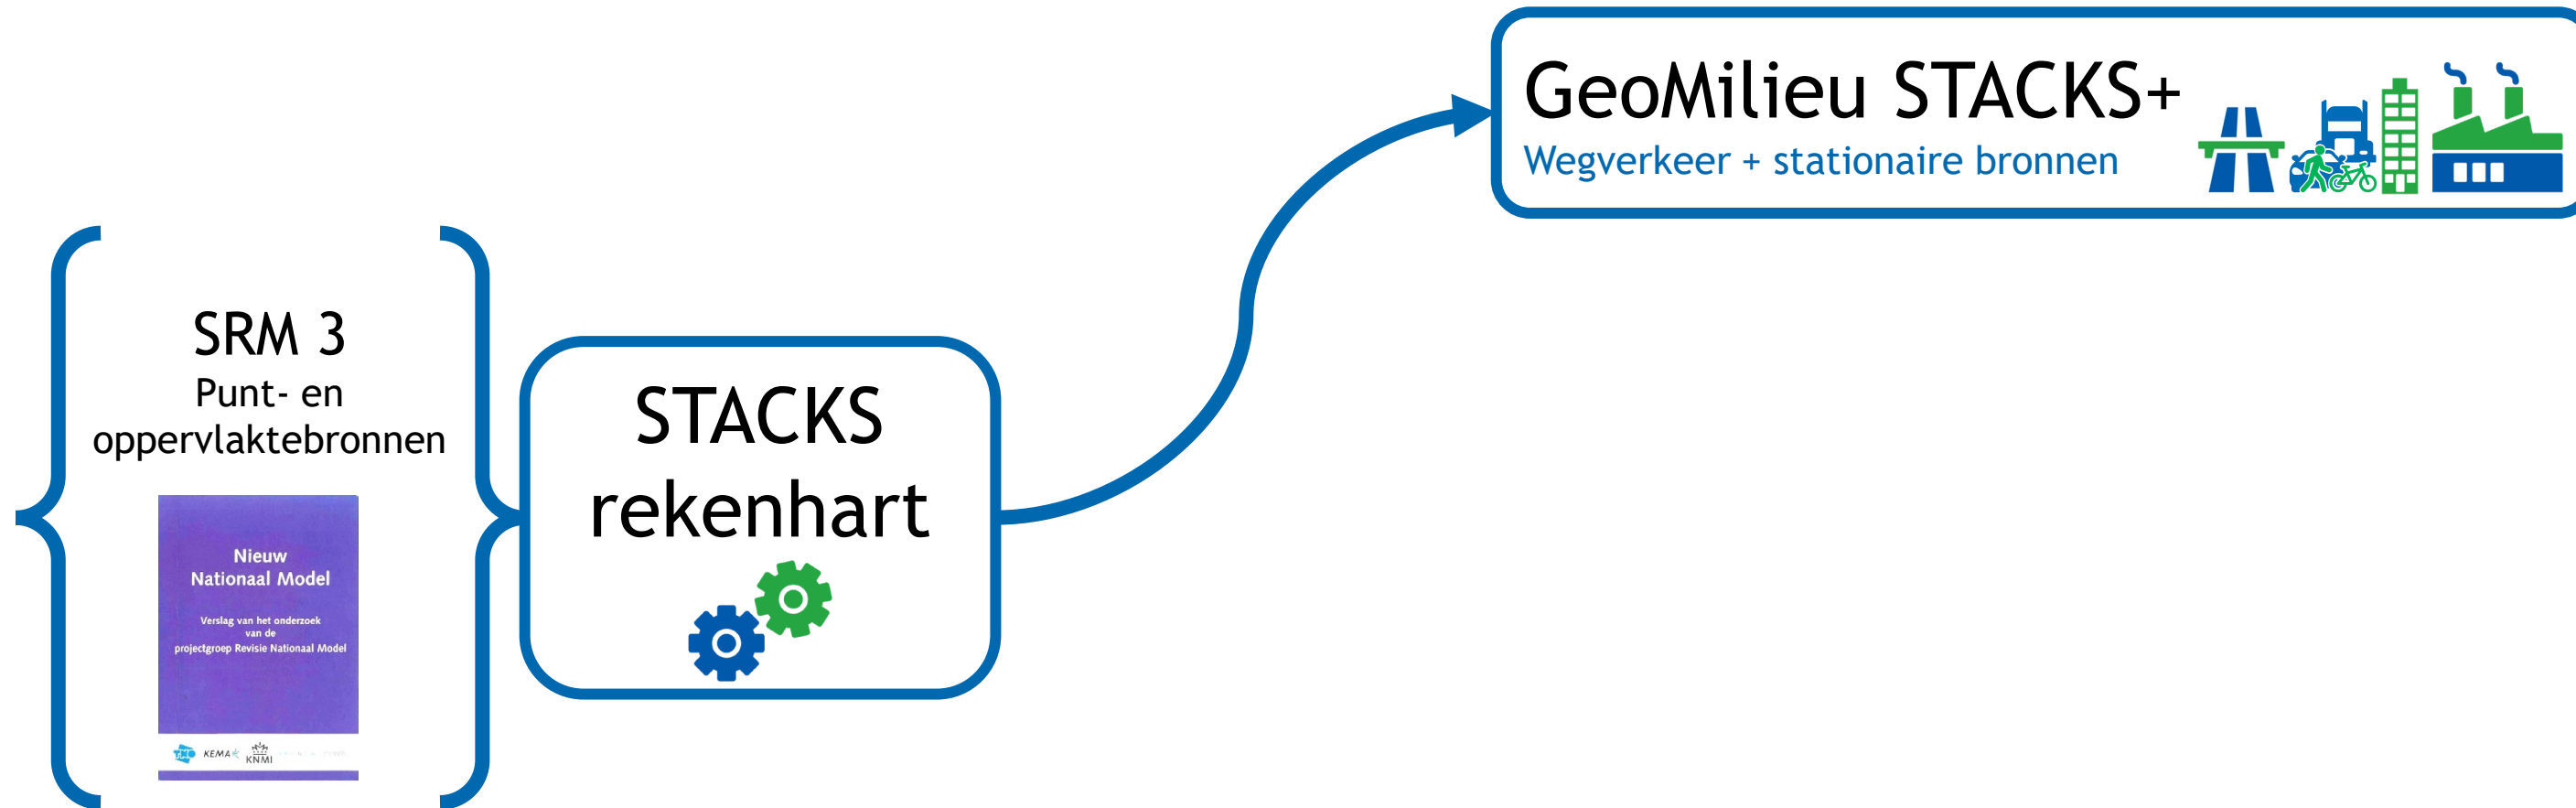 GeoMilieu STACKS+
Wegverkeer + stationaire bronnen
SRM 3
Punt- en
oppervlaktebronnen
Nieuw
Nationaal Model
Verslag van het onderzoek
van de
projectgroep Revisie Nationaal Model
TNO KEMA KNMI
STACKS
rekenhart